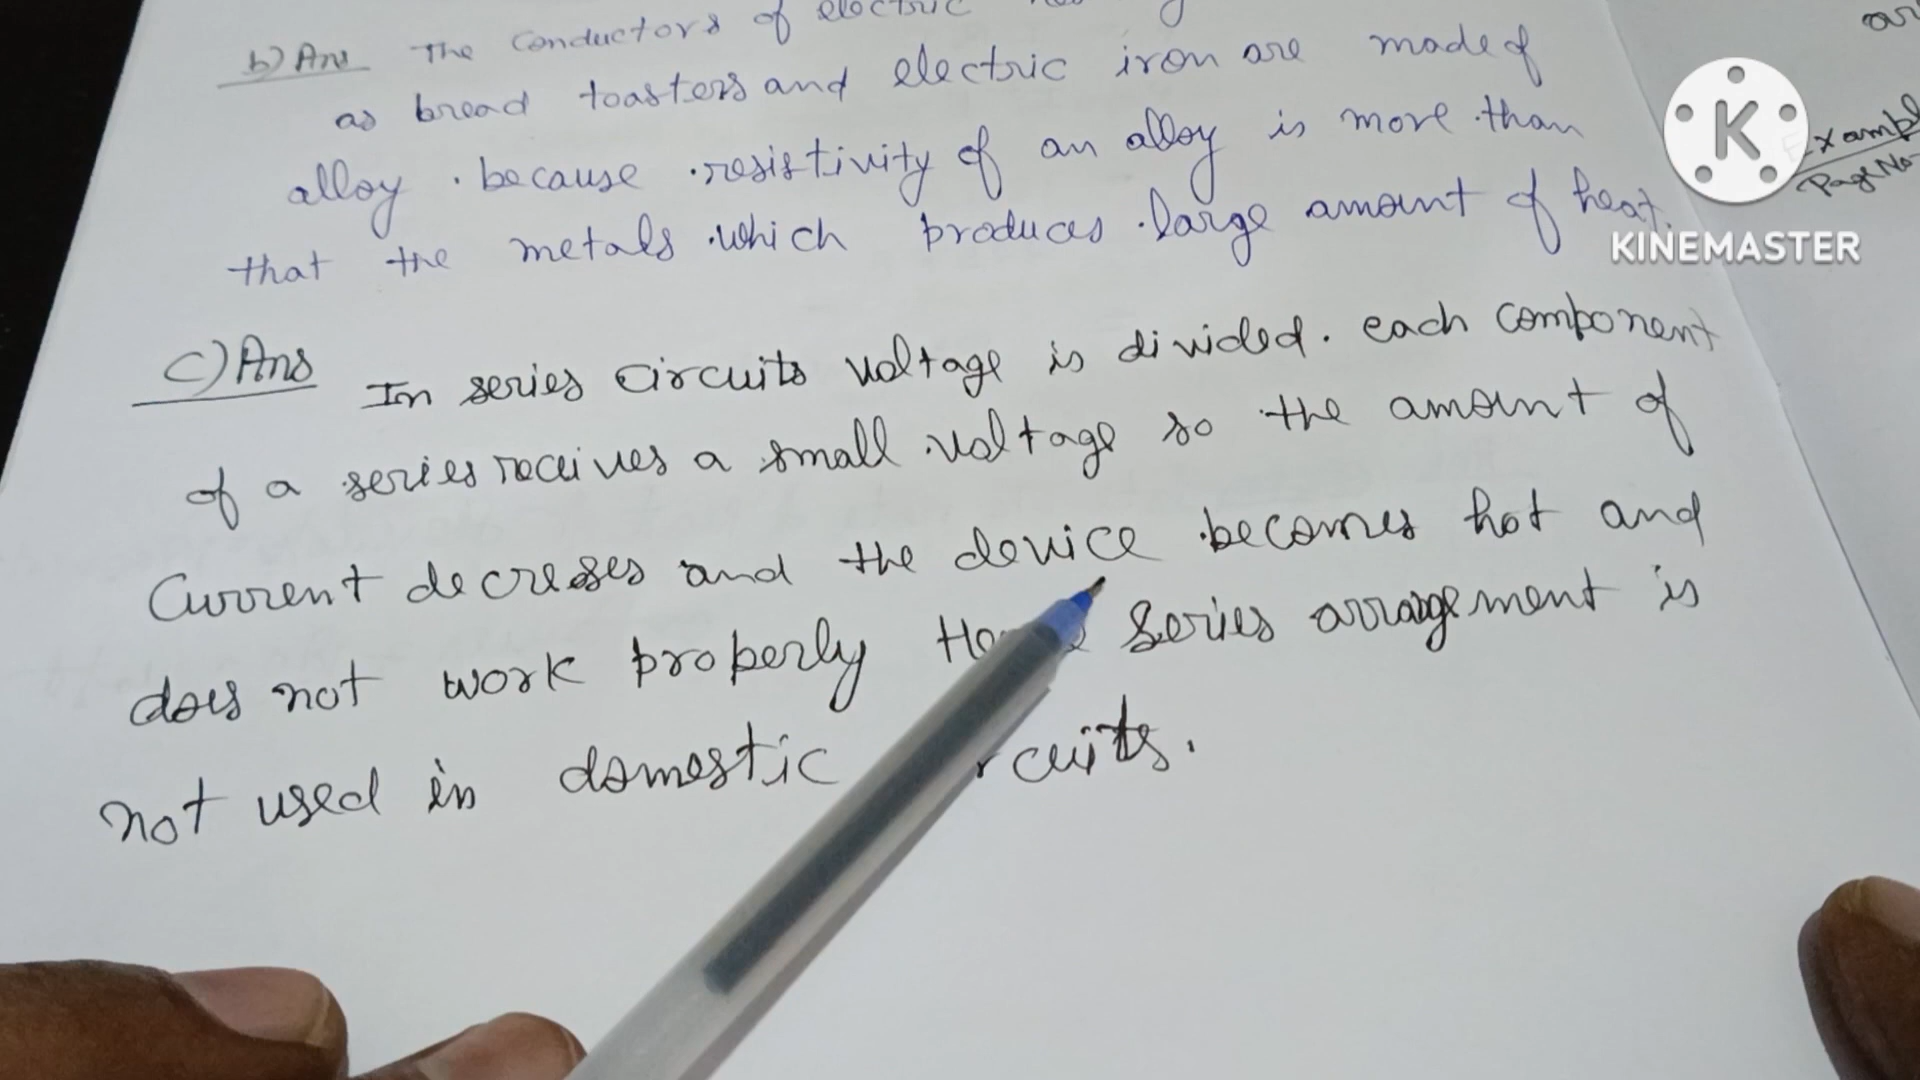 b) Ans The conductors of electric
as bread toasters and electric iron are made of
alloy. because resistivity of an alloy is more than
that the metals which produces large amount of heat.
c) Ans In series circuits voltage is divided. each component
of a series receives a small voltage so the amount of
Current decreses and the device becomes hot and
does not work properly series arrangement is
not used in domestic
KINEMASTER